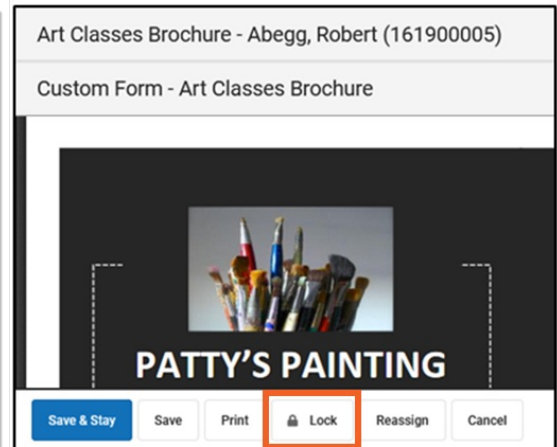 Art Classes Brochure - Abegg, Robert (161900005)
Custom Form - Art Classes Brochure
PATTY'S PAINTING
Save & Stay Save Print Lock Reassign Cancel